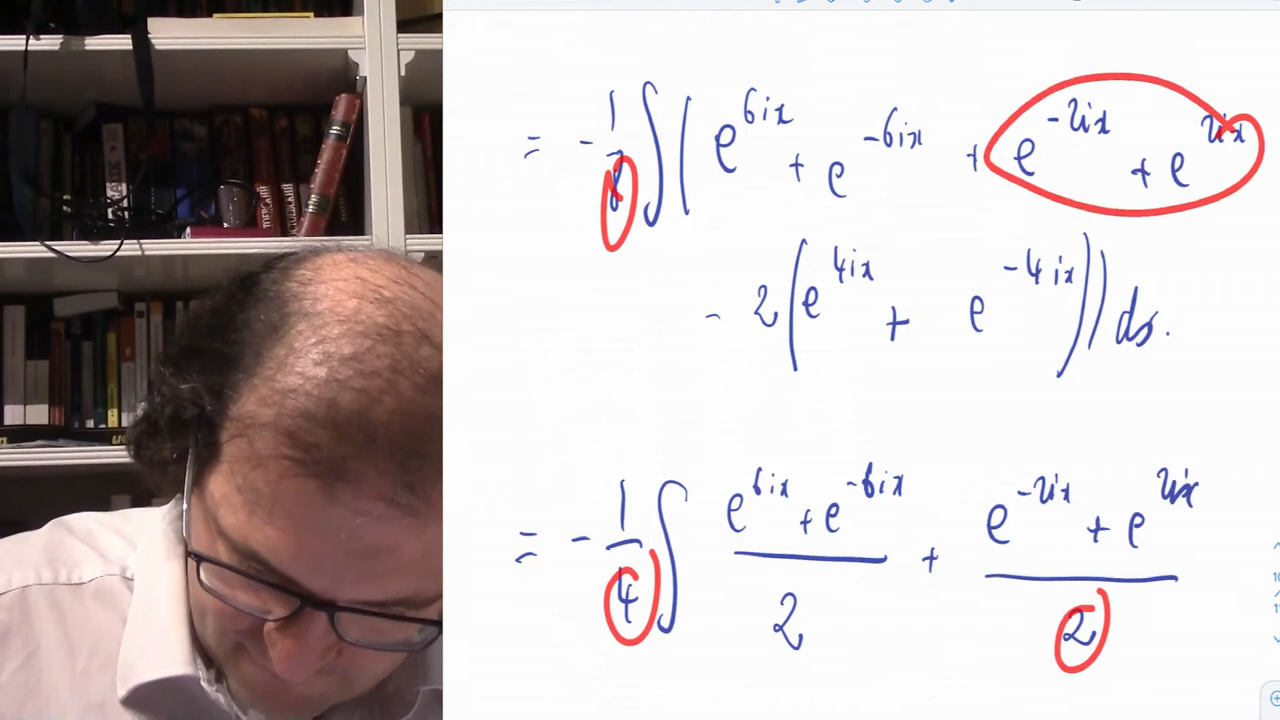 = - 1/8 ∫ ( e^{6ix} + e^{-6ix} + e^{-2ix} + e^{2ix}
- 2 ( e^{4ix} + e^{-4ix} ) ) dx.
= - 1/4 ∫ (e^{6ix} + e^{-6ix})/2 + (e^{-2ix} + e^{2ix})/2